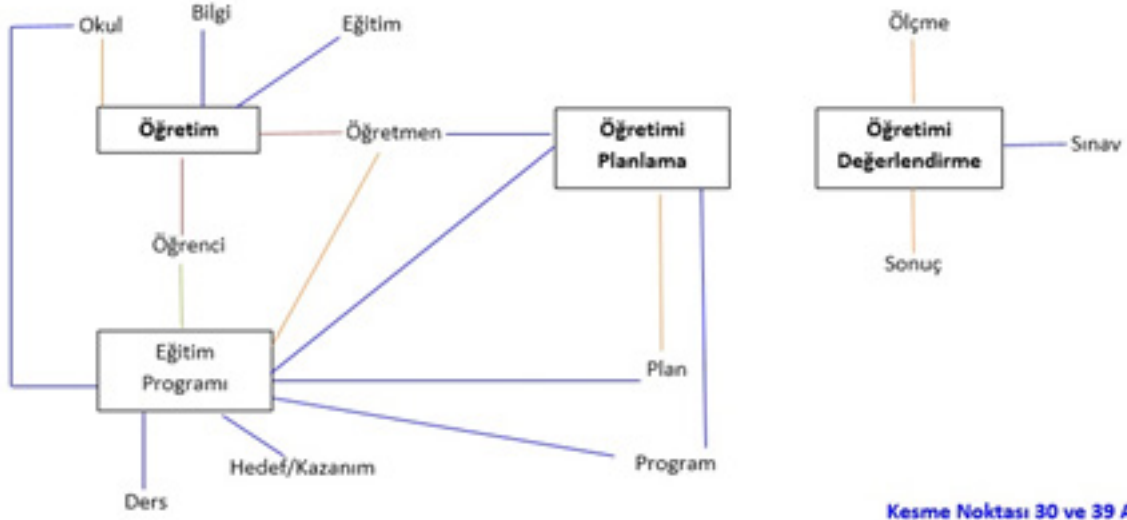 Okul
Bilgi
Eğitim
Ölçme
Öğretim
Öğretmen
Öğretimi
Planlama
Öğretimi
Değerlendirme
Sınav
Öğrenci
Sonuç
Eğitim
Programı
Plan
Hedef/Kazanım
Program
Ders
Kesme Noktası 30 ve 39 A